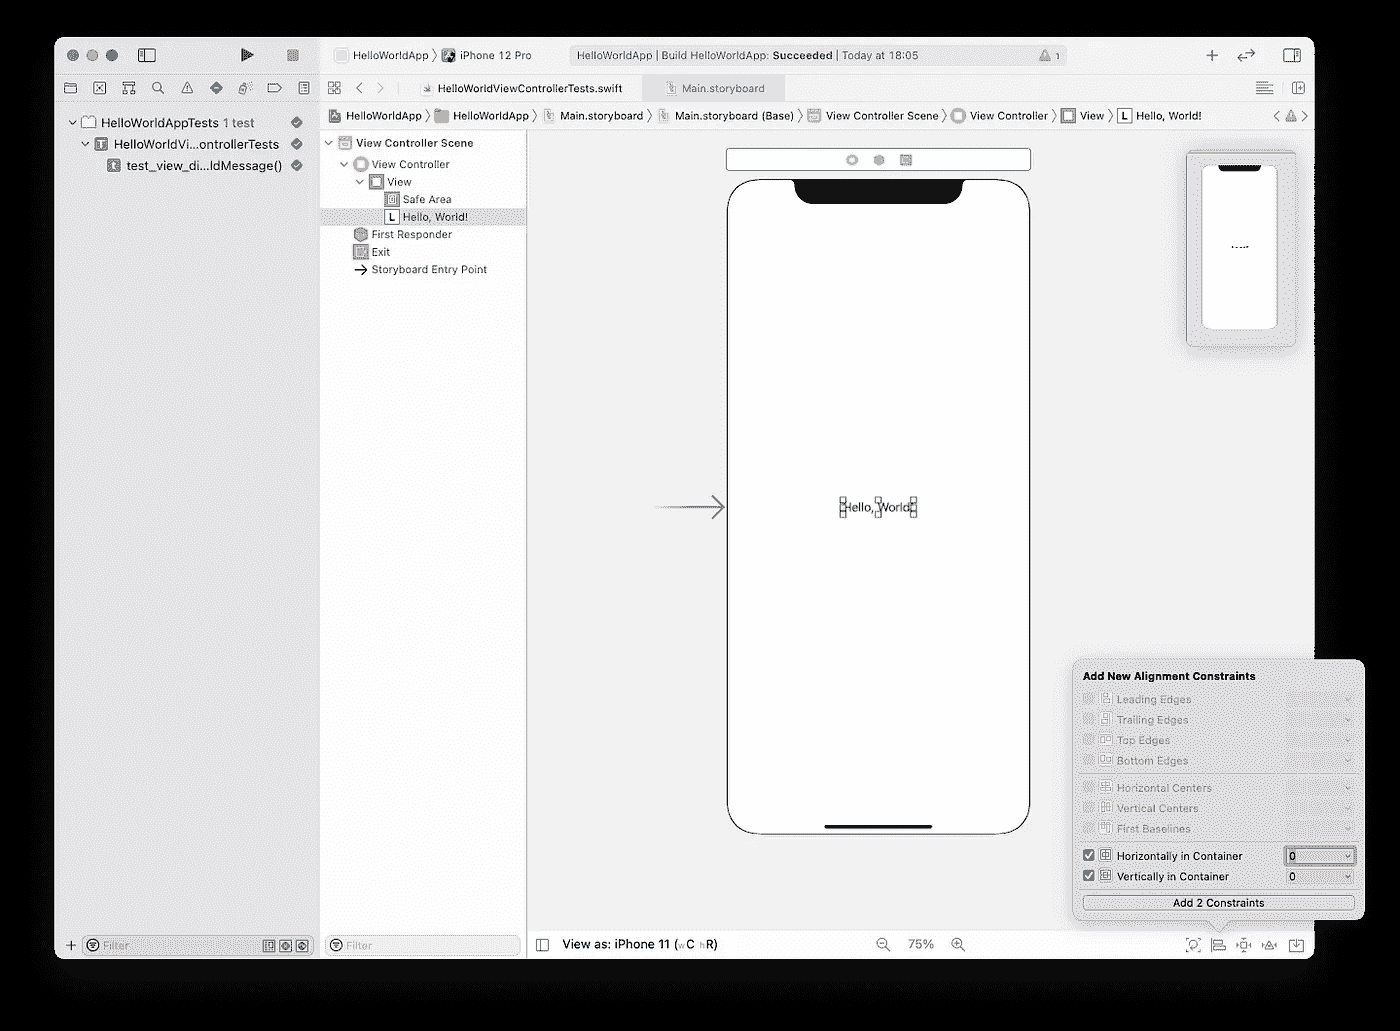 HelloWorldApp 〉 iPhone 12 Pro
HelloWorldApp | Build HelloWorldApp: Succeeded | Today at 18:05
1
HelloWorldViewControllerTests.swift
Main.storyboard
HelloWorldApp 〉 HelloWorldApp 〉 Main.storyboard 〉 Main.storyboard (Base) 〉 View Controller Scene 〉 View Controller 〉 View 〉 L Hello, World!
HelloWorldAppTests 1 test
HelloWorldVi...ontrollerTests
test_view_di...ldMessage()
View Controller Scene
View Controller
View
Safe Area
L Hello, World!
First Responder
Exit
Storyboard Entry Point
Hello, World!
Add New Alignment Constraints
Leading Edges
Trailing Edges
Top Edges
Bottom Edges
Horizontal Centers
Vertical Centers
First Baselines
Horizontally in Container 0
Vertically in Container 0
Add 2 Constraints
Filter
Filter
View as: iPhone 11 (wC hR)
75%